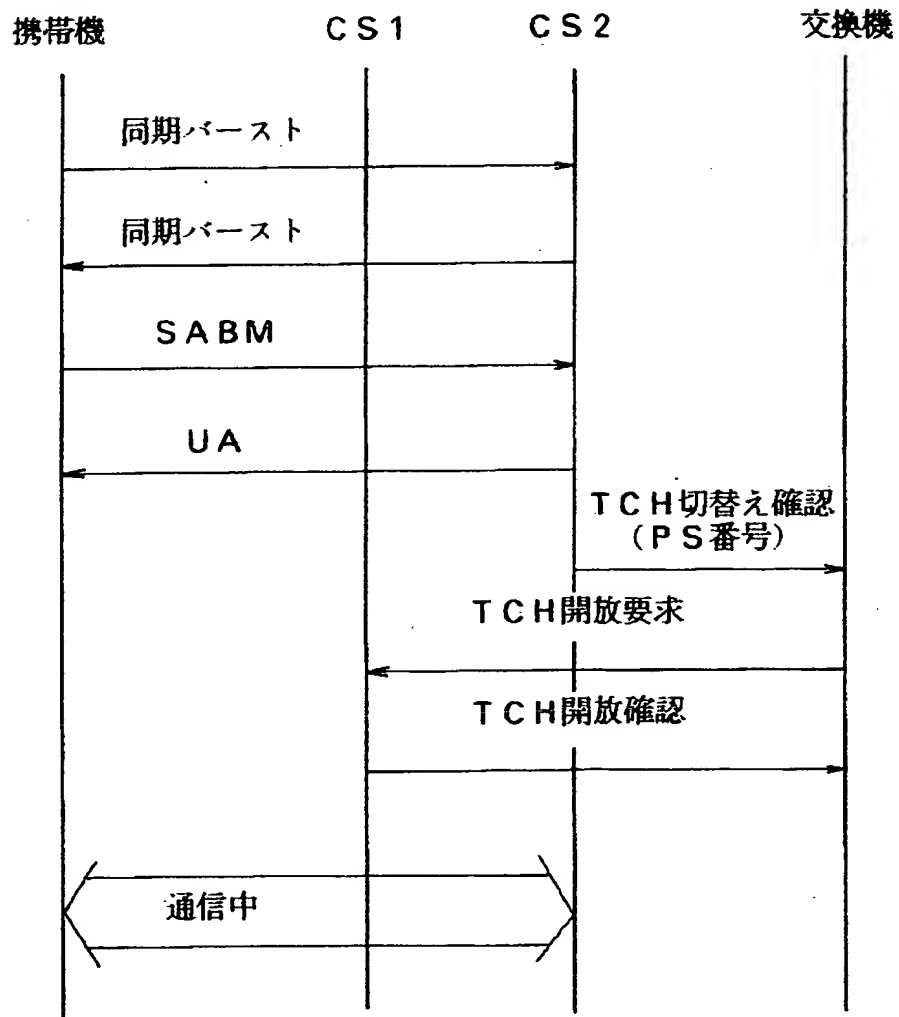 携帯機 CS1 CS2 交換機
同期バースト
同期バースト
SABM
UA
TCH切替え確認
(PS番号)
TCH開放要求
TCH開放確認
通信中